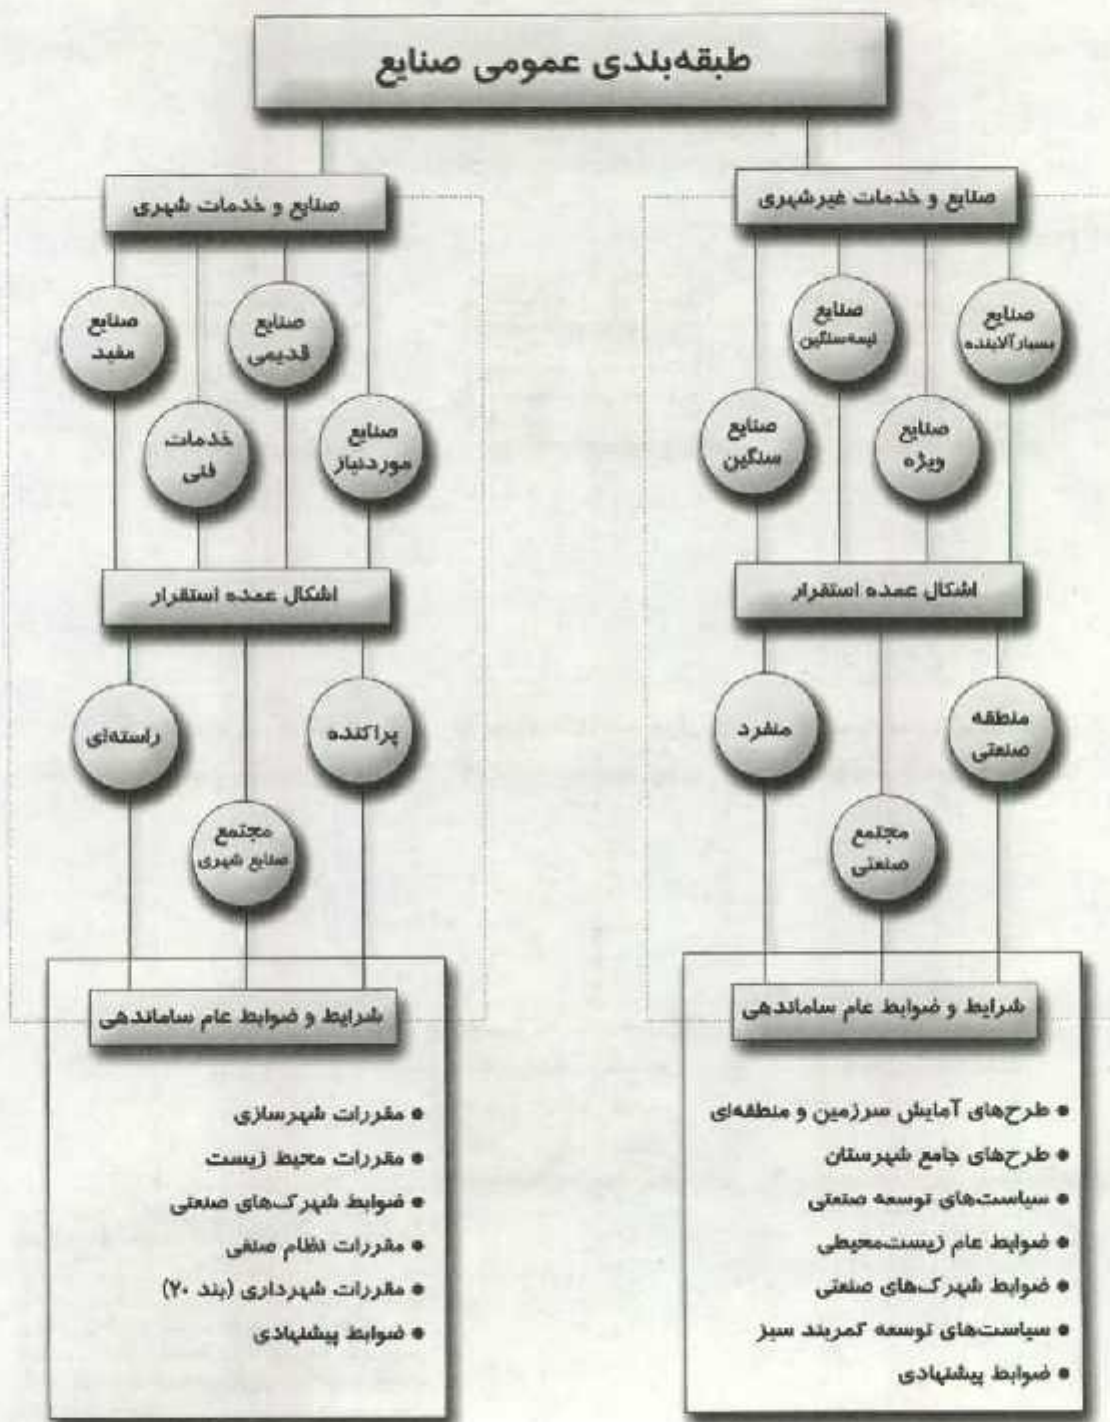 طبقه‌بندی عمومی صنایع
صنایع و خدمات غیرشهری
صنایع
بسیار آلاینده
صنایع
نیمه‌سنگین
صنایع
ویژه
صنایع
سنگین
اشکال عمده استقرار
منطقه
صنعتی
منفرد
مجتمع
صنعتی
شرایط و ضوابط عام ساماندهی
● طرح‌های آمایش سرزمین و منطقه‌ای
● طرح‌های جامع شهرستان
● سیاست‌های توسعه صنعتی
● ضوابط عام زیست‌محیطی
● ضوابط شهرک‌های صنعتی
● سیاست‌های توسعه کمربند سبز
● ضوابط پیشنهادی
صنایع و خدمات شهری
صنایع
قدیمی
صنایع
مفید
صنایع
موردنیاز
خدمات
فنی
اشکال عمده استقرار
پراکنده
راسته‌ای
مجتمع
صنایع شهری
شرایط و ضوابط عام ساماندهی
● مقررات شهرسازی
● مقررات محیط زیست
● ضوابط شهرک‌های صنعتی
● مقررات نظام صنفی
● مقررات شهرداری (بند ۲۰)
● ضوابط پیشنهادی